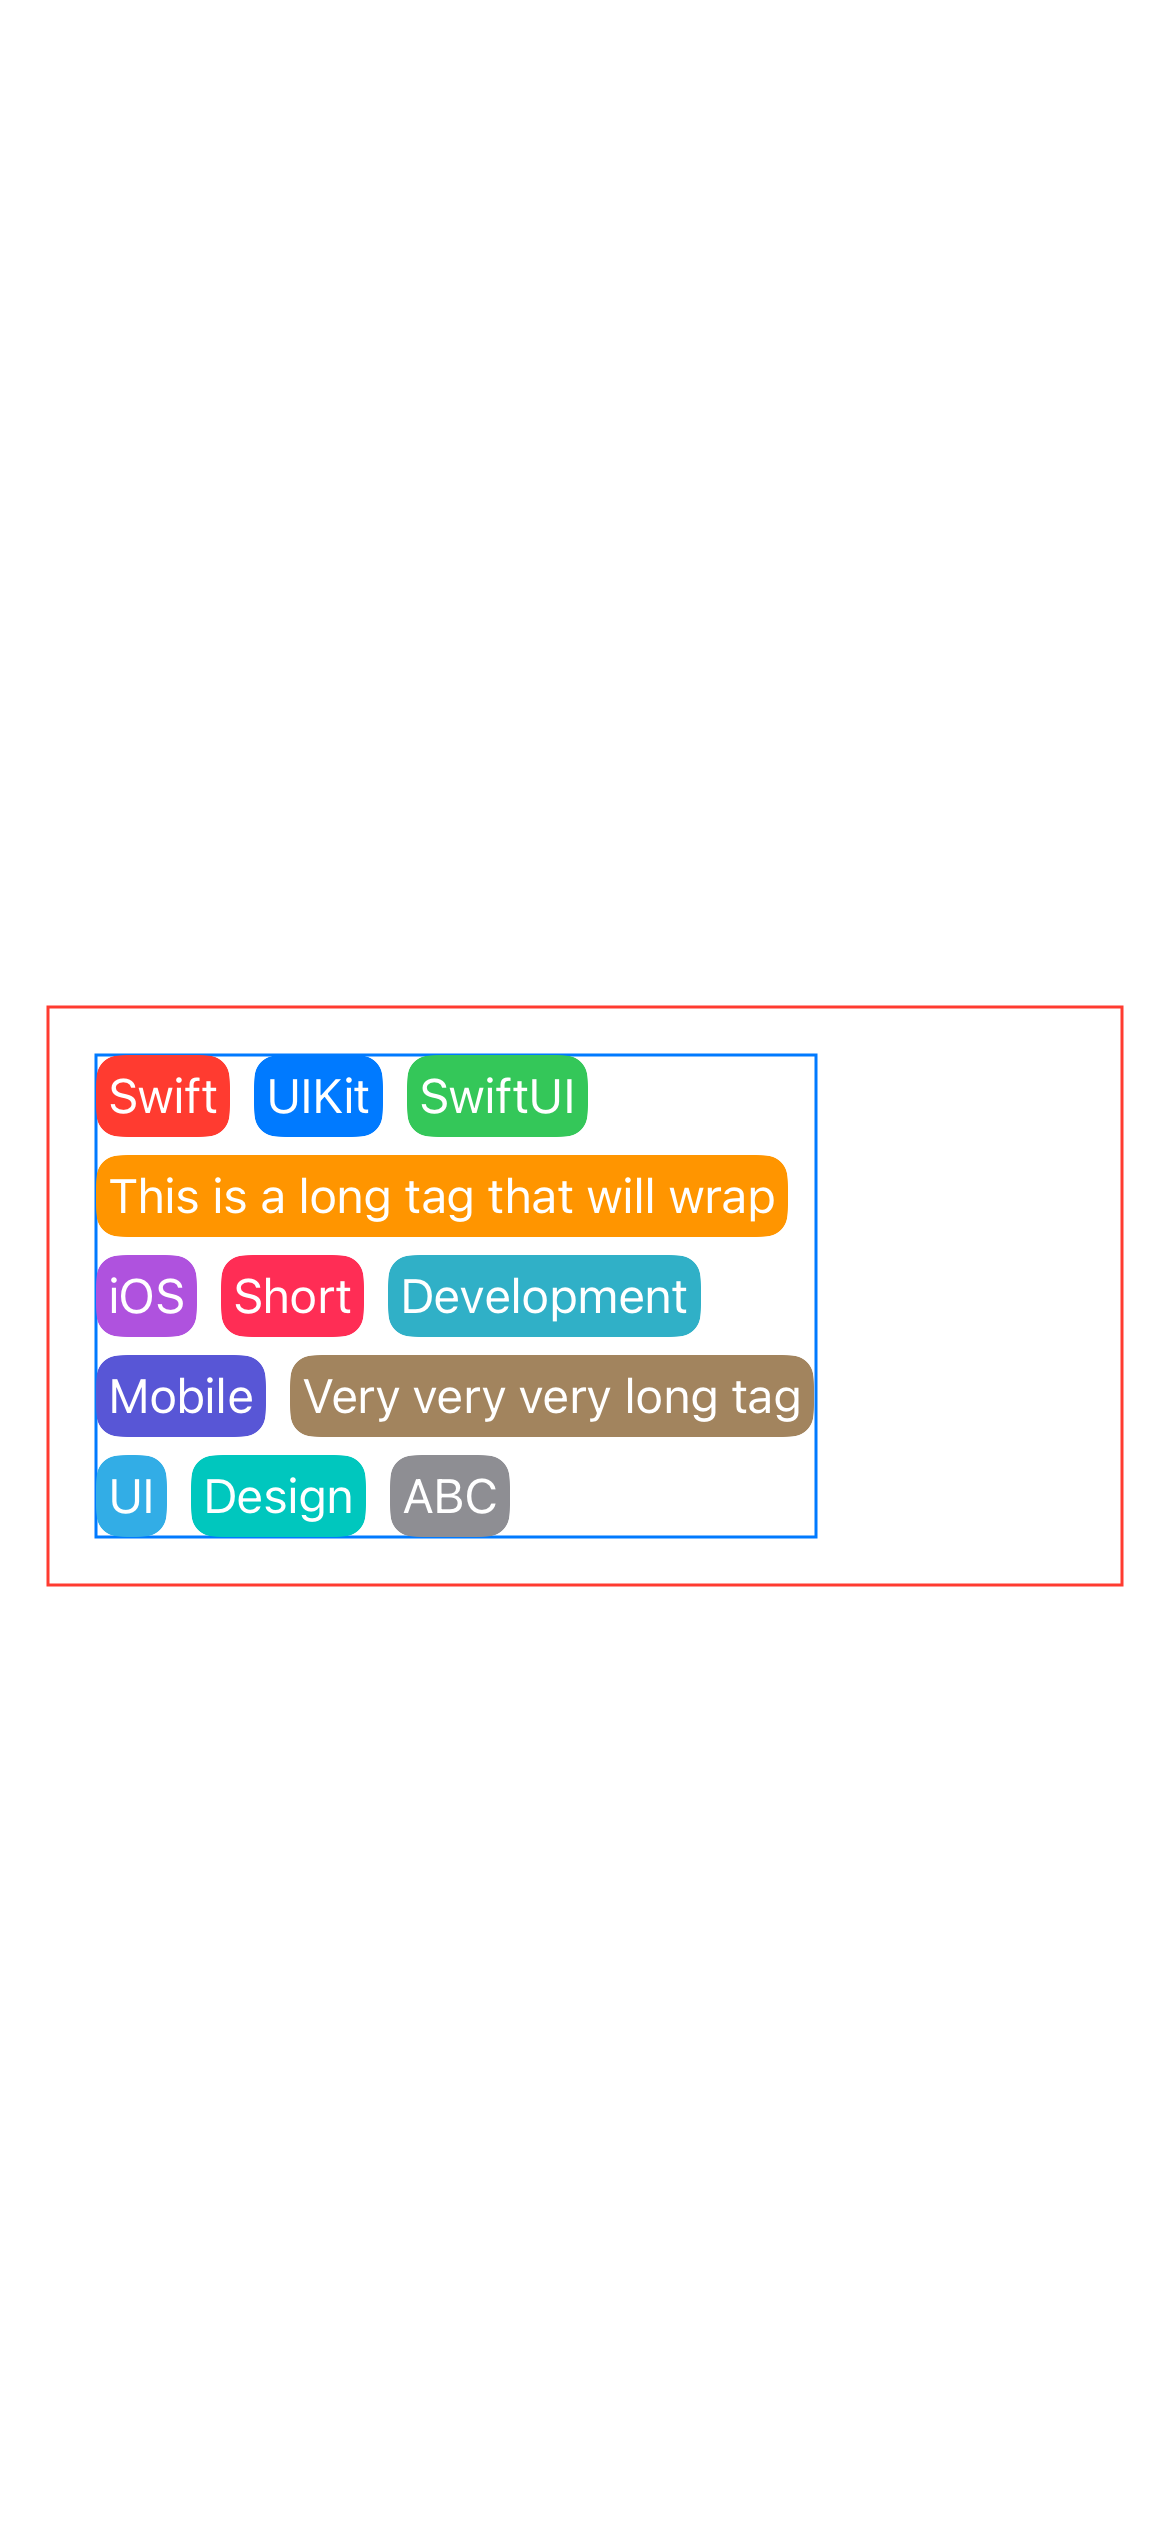 Swift UIKit SwiftUI
This is a long tag that will wrap
iOS Short Development
Mobile Very very very long tag
UI Design ABC